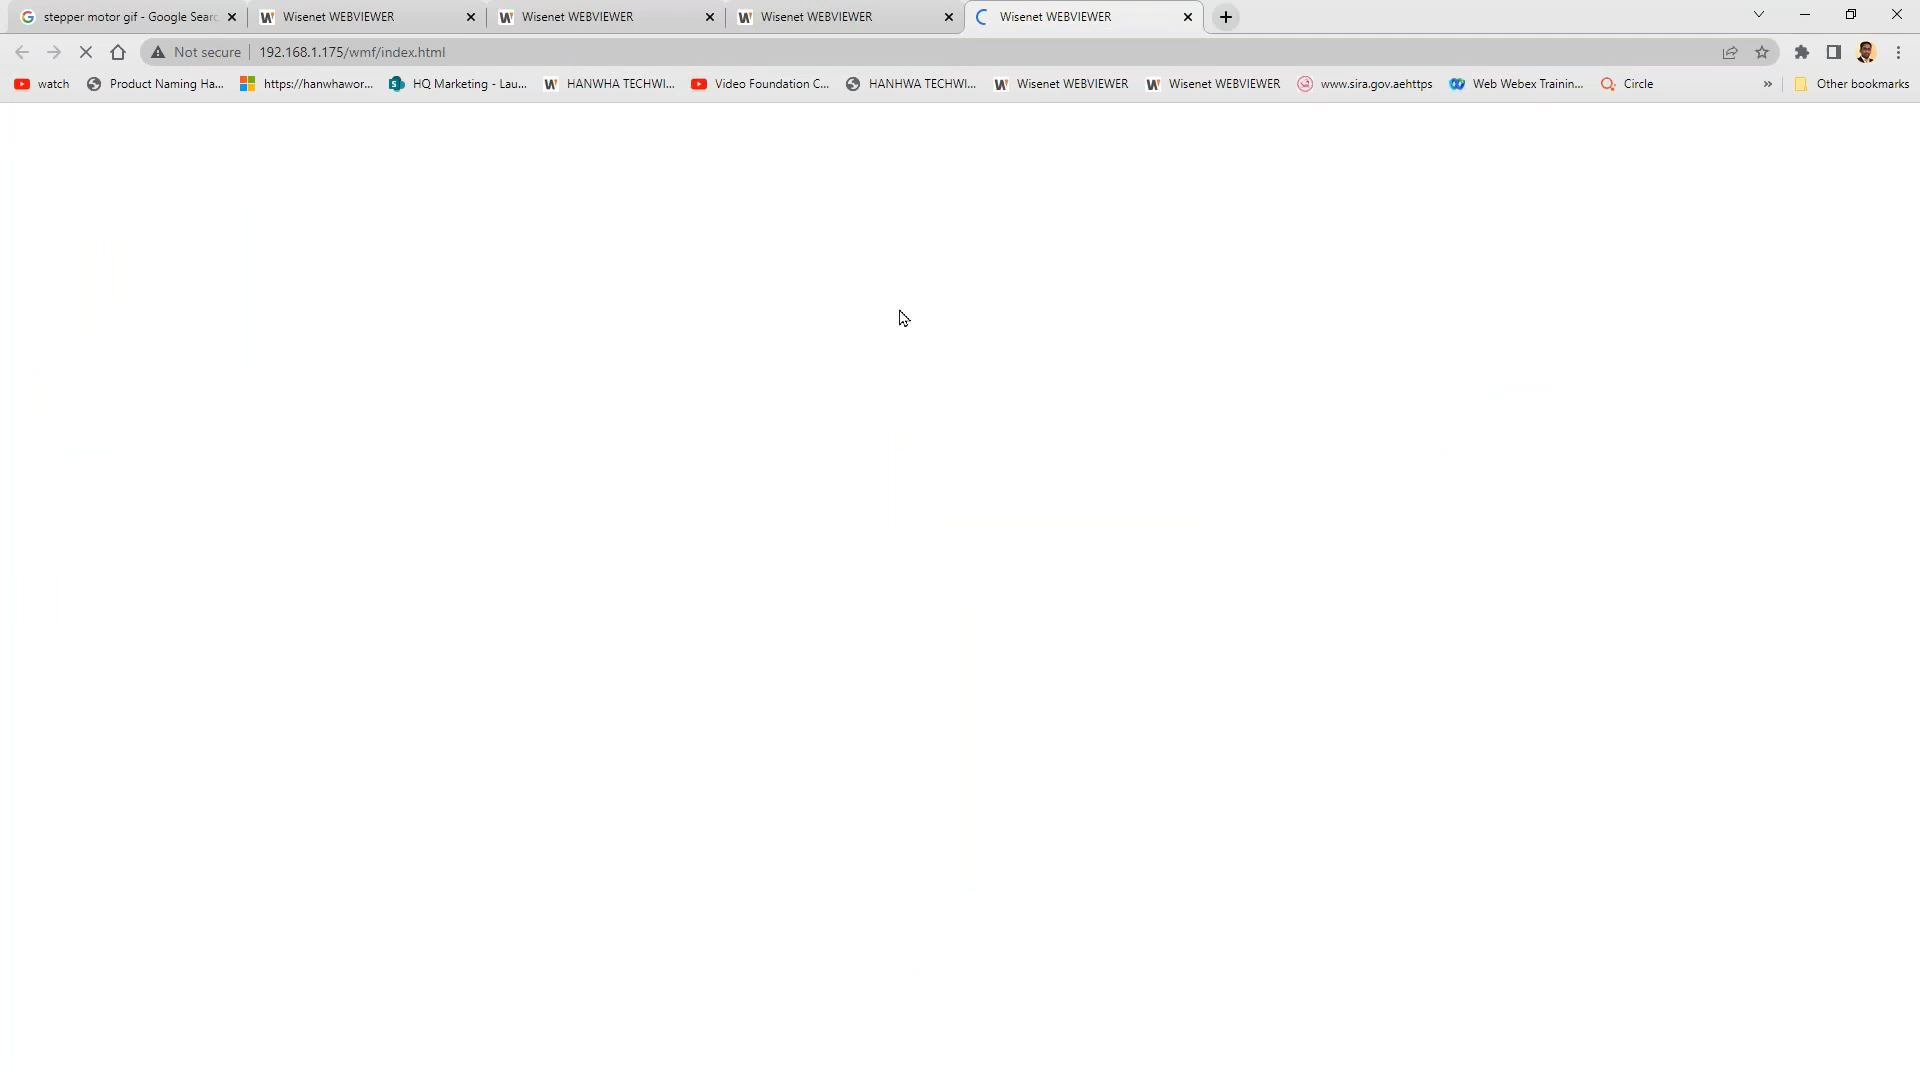 stepper motor gif - Google Searc
Wisenet WEBVIEWER
Wisenet WEBVIEWER
Wisenet WEBVIEWER
Wisenet WEBVIEWER
Not secure
192.168.1.175/wmf/index.html
watch
Product Naming Ha...
https://hanwhawor...
HQ Marketing - Lau...
HANWHA TECHWI...
Video Foundation C...
HANHWA TECHWI...
Wisenet WEBVIEWER
Wisenet WEBVIEWER
www.sira.gov.aehttps
Web Webex Trainin...
Circle
Other bookmarks